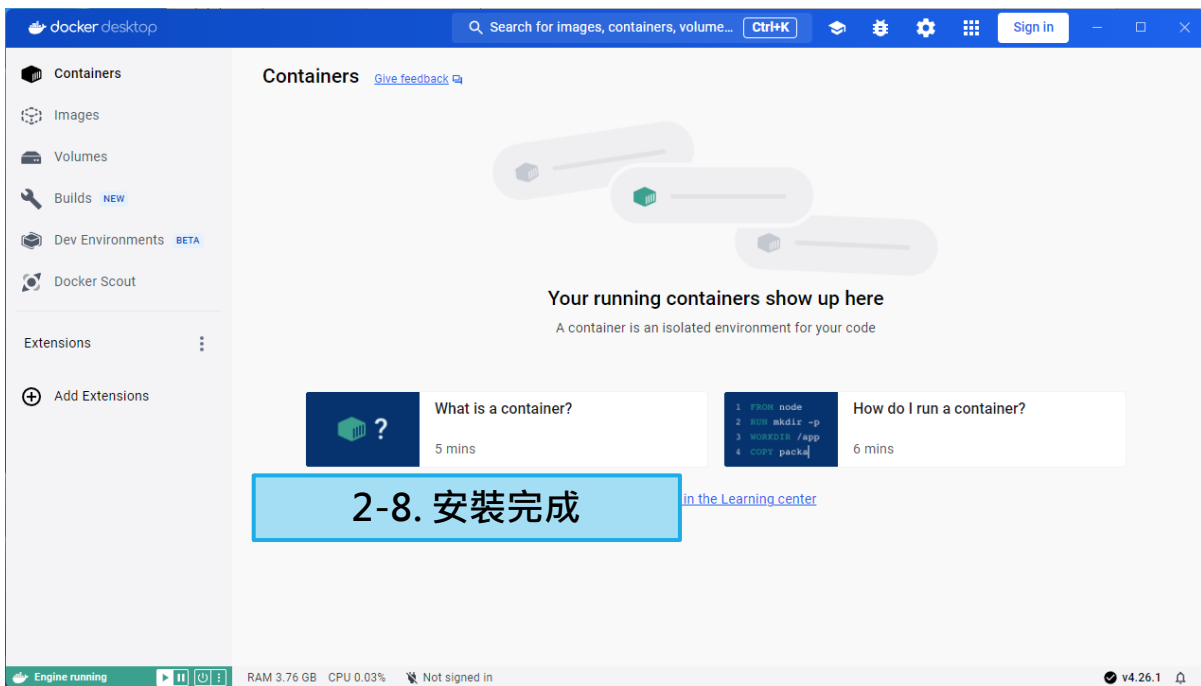 docker desktop
Search for images, containers, volume... Ctrl+K
Sign in
Containers
Images
Volumes
Builds NEW
Dev Environments BETA
Docker Scout
Extensions
Add Extensions
Containers Give feedback
Your running containers show up here
A container is an isolated environment for your code
?
What is a container?
5 mins
1 FROM node
2 RUN mkdir -p
3 WORKDIR /app
4 COPY packa
How do I run a container?
6 mins
2-8. 安裝完成
in the Learning center
Engine running
RAM 3.76 GB CPU 0.03% Not signed in
v4.26.1